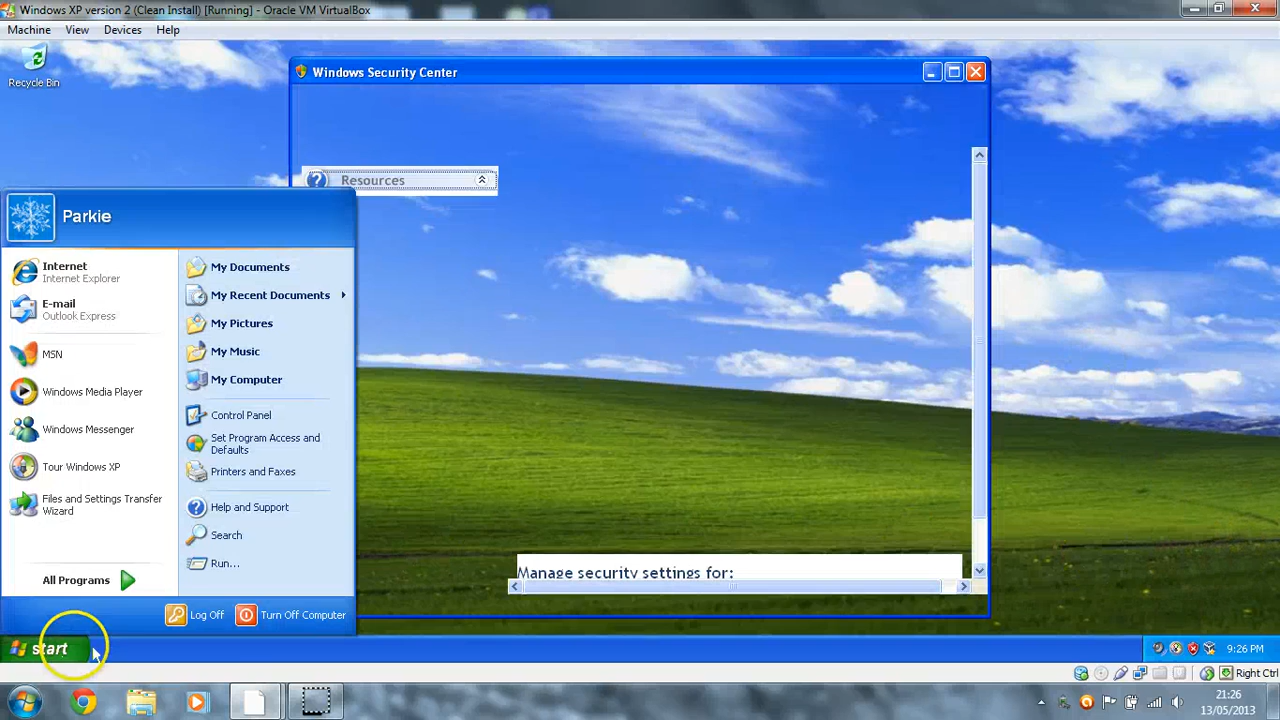 Windows XP version 2 (Clean Install) [Running] - Oracle VM VirtualBox
Machine View Devices Help
Recycle Bin
Windows Security Center
Resources
Parkie
Internet
Internet Explorer
E-mail
Outlook Express
MSN
Windows Media Player
Windows Messenger
Tour Windows XP
Files and Settings Transfer
Wizard
All Programs
My Documents
My Recent Documents
My Pictures
My Music
My Computer
Control Panel
Set Program Access and
Defaults
Printers and Faxes
Help and Support
Search
Run...
Manage security settings for:
Log Off
Turn Off Computer
start
9:26 PM
Right Ctrl
21:26
13/05/2013